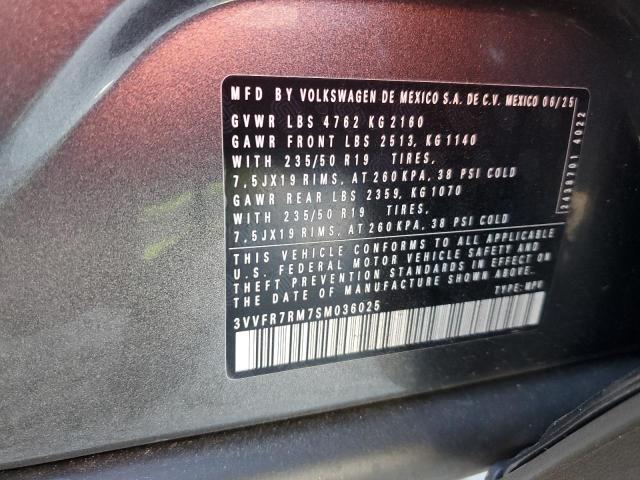 MFD BY VOLKSWAGEN DE MEXICO S.A. DE C.V. MEXICO 06/25
GVWR LBS 4762 KG 2160
GAWR FRONT LBS 2513, KG 1140
WITH 235/50 R19 TIRES,
7,5JX19 RIMS, AT 260 KPA, 38 PSI COLD
GAWR REAR LBS 2359, KG 1070
WITH 235/50 R19 TIRES,
7,5JX19 RIMS, AT 260 KPA, 38 PSI COLD
THIS VEHICLE CONFORMS TO ALL APPLICABLE
U.S. FEDERAL MOTOR VEHICLE SAFETY AND
THEFT PREVENTION STANDARDS IN EFFECT ON
THE DATE OF MANUFACTURE SHOWN ABOVE.
3VVFR7RM7SM036025 TYPE: MPV
4022